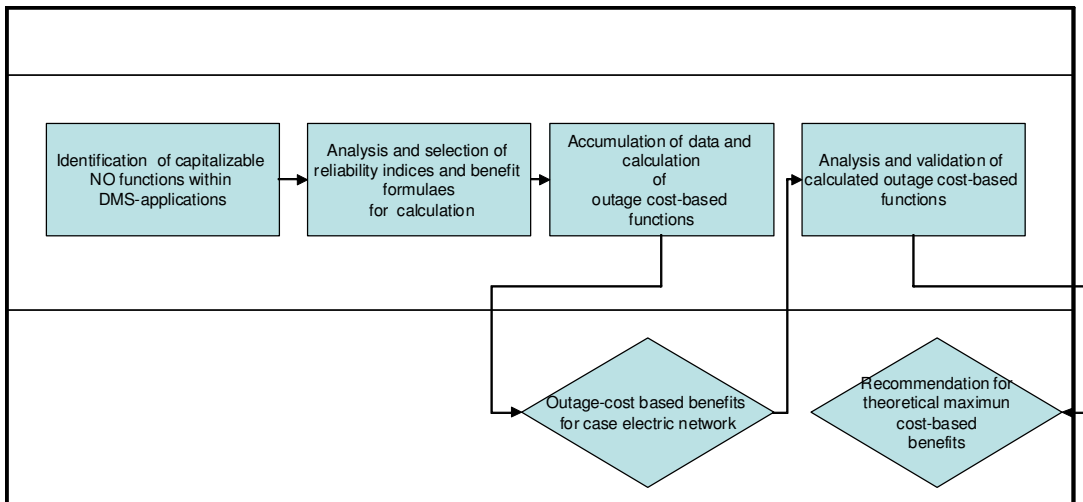 Identification of capitalizable
NO functions within
DMS-applications
Analysis and selection of
reliability indices and benefit
formulaes
for calculation
Accumulation of data and
calculation
of
outage cost-based
functions
Analysis and validation of
calculated outage cost-based
functions
Outage-cost based benefits
for case electric network
Recommendation for
theoretical maximun
cost-based
benefits